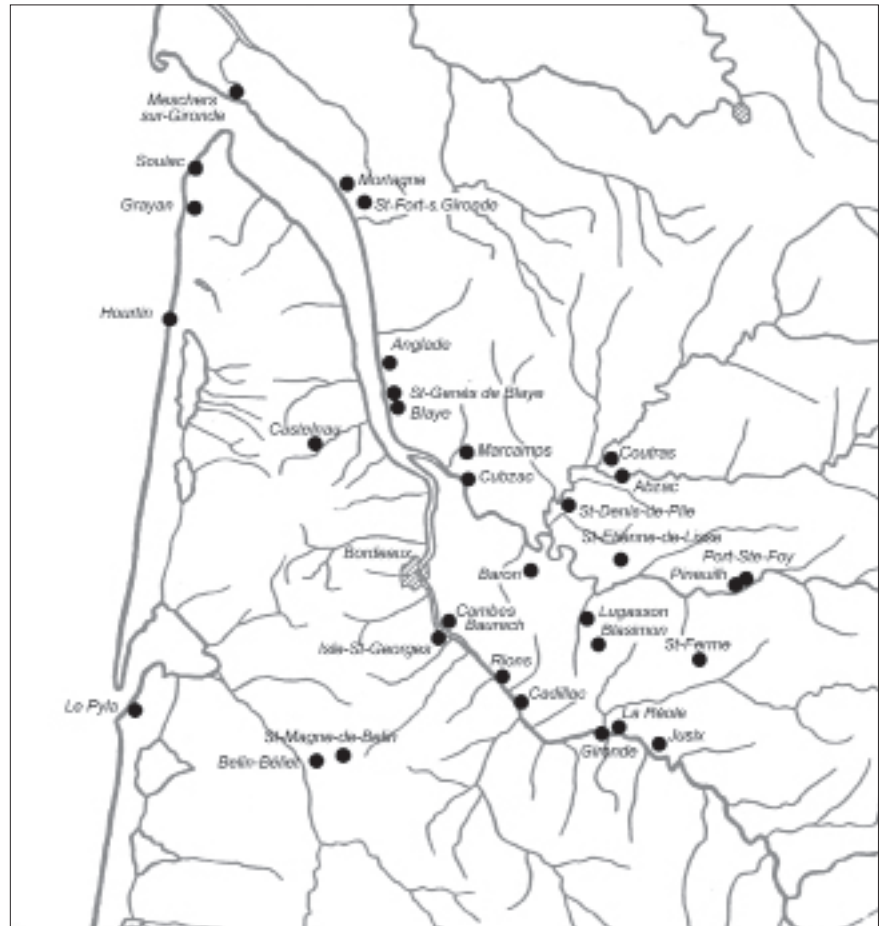 Meschers
sur-Gironde
Soulac
Mortagne
St-Fort-s. Gironde
Grayan
Hourtin
Anglade
St-Genès de Blaye
Blaye
Castelnau
Marcamps
Coutras
Cubzac
Abzac
St-Denis-de-Pile
St-Etienne-de-Lisse
Bordeaux
Port-Ste-Foy
Baron
Pineuilh
Cambes
Baurech
Lugasson
Isle-St-Georges
Blasimon
St-Ferme
Rions
Cadillac
Le Pyla
La Réole
St-Magne-de-Belin
Jusix
Gironde
Belin-Béliet